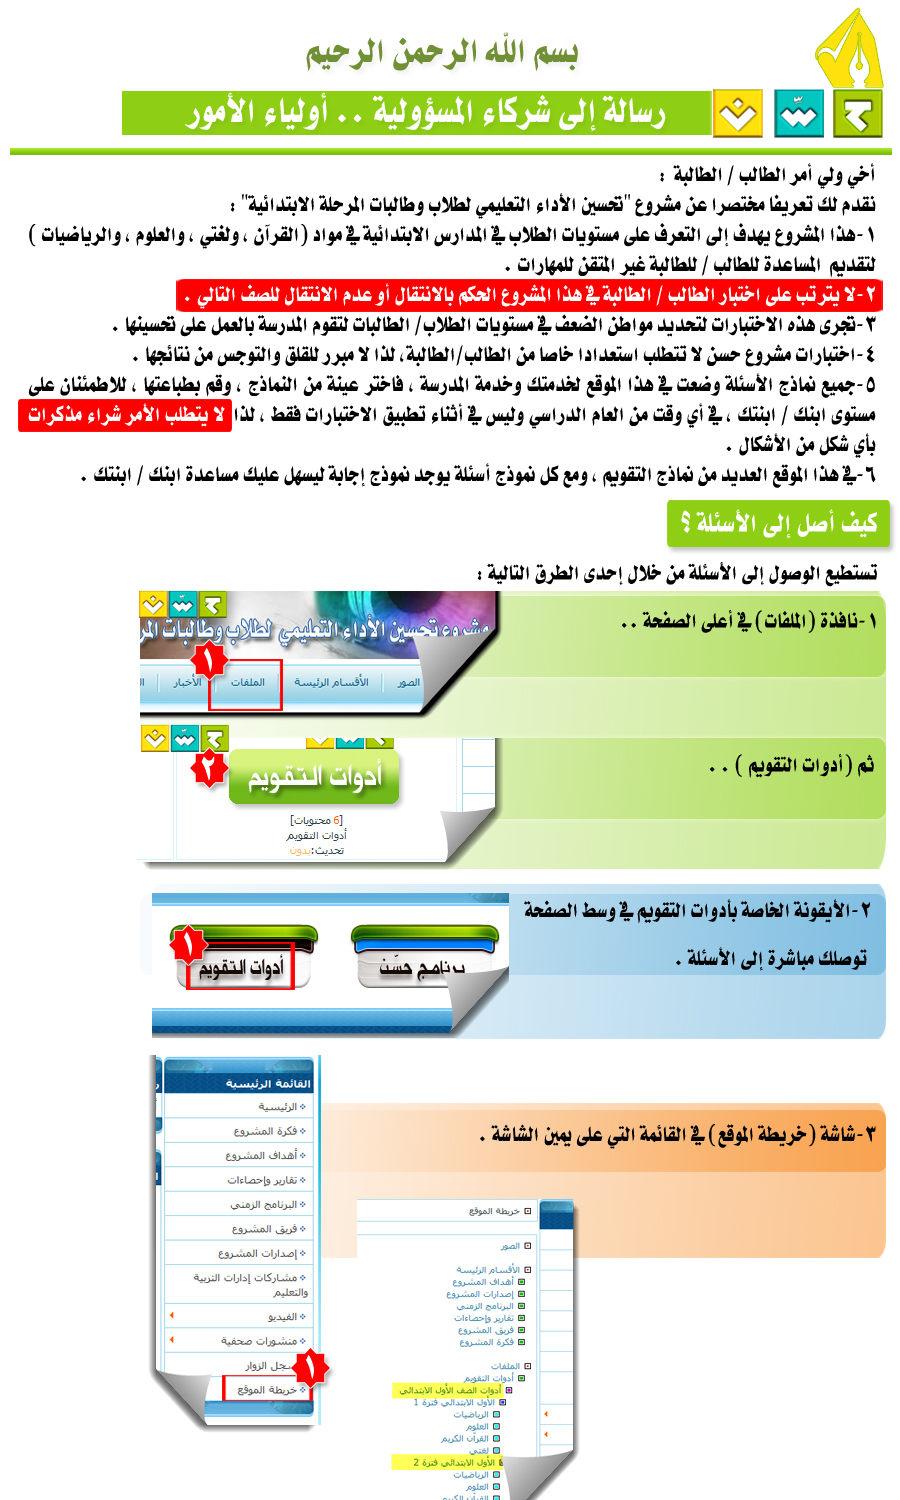 بسم الله الرحمن الرحيم
رسالة إلى شركاء المسؤولية .. أولياء الأمور
ح سّ ن
أخي ولي أمر الطالب / الطالبة :
نقدم لك تعريفا مختصرا عن مشروع "تحسين الأداء التعليمي لطلاب وطالبات المرحلة الابتدائية" :
١-هذا المشروع يهدف إلى التعرف على مستويات الطلاب في المدارس الابتدائية في مواد (القرآن ، ولغتي ، والعلوم ، والرياضيات )
لتقديم المساعدة للطالب / للطالبة غير المتقن للمهارات .
٢-لا يترتب على اختبار الطالب / الطالبة في هذا المشروع الحكم بالانتقال أو عدم الانتقال للصف التالي .
٣-تجرى هذه الاختبارات لتحديد مواطن الضعف في مستويات الطلاب/ الطالبات لتقوم المدرسة بالعمل على تحسينها .
٤-اختبارات مشروع حسن لا تتطلب استعدادا خاصا من الطالب/الطالبة، لذا لا مبرر للقلق والتوجس من نتائجها .
٥-جميع نماذج الأسئلة وضعت في هذا الموقع لخدمتك وخدمة المدرسة ، فاختر عينة من النماذج ، وقم بطباعتها ، للاطمئنان على
مستوى ابنك / ابنتك ، في أي وقت من العام الدراسي وليس في أثناء تطبيق الاختبارات فقط ، لذا لا يتطلب الأمر شراء مذكرات
بأي شكل من الأشكال .
٦-في هذا الموقع العديد من نماذج التقويم ، ومع كل نموذج أسئلة يوجد نموذج إجابة ليسهل عليك مساعدة ابنك / ابنتك .
كيف أصل إلى الأسئلة ؟
تستطيع الوصول إلى الأسئلة من خلال إحدى الطرق التالية :
١-نافذة (الملفات) في أعلى الصفحة ..
ح سّ ن
مشروع تحسين الأداء التعليمي لطلاب وطالبات المر
١
الصور الأقسام الرئيسة الملفات الأخبار
ثم (أدوات التقويم ) ..
ح سّ ن
٢
أدوات التقويم
[6 محتويات]
أدوات التقويم
تحديث:بدون
٢-الأيقونة الخاصة بأدوات التقويم في وسط الصفحة
توصلك مباشرة إلى الأسئلة .
١
برنامج حسّن
أدوات التقويم
٣-شاشة (خريطة الموقع) في القائمة التي على يمين الشاشة .
القائمة الرئيسية
الرئيسية
فكرة المشروع
أهداف المشروع
تقارير وإحصاءات
البرنامج الزمني
فريق المشروع
إصدارات المشروع
مشاركات إدارات التربية
والتعليم
الفيديو
منشورات صحفية
سجل الزوار
١
خريطة الموقع
خريطة الموقع
الصور
الأقسام الرئيسة
أهداف المشروع
إصدارات المشروع
البرنامج الزمني
تقارير وإحصاءات
فريق المشروع
فكرة المشروع
الملفات
أدوات التقويم
أدوات الصف الأول الابتدائي
الأول الابتدائي فترة 1
الرياضيات
العلوم
القرآن الكريم
لغتي
الأول الابتدائي فترة 2
الرياضيات
العلوم
القرآن الكريم